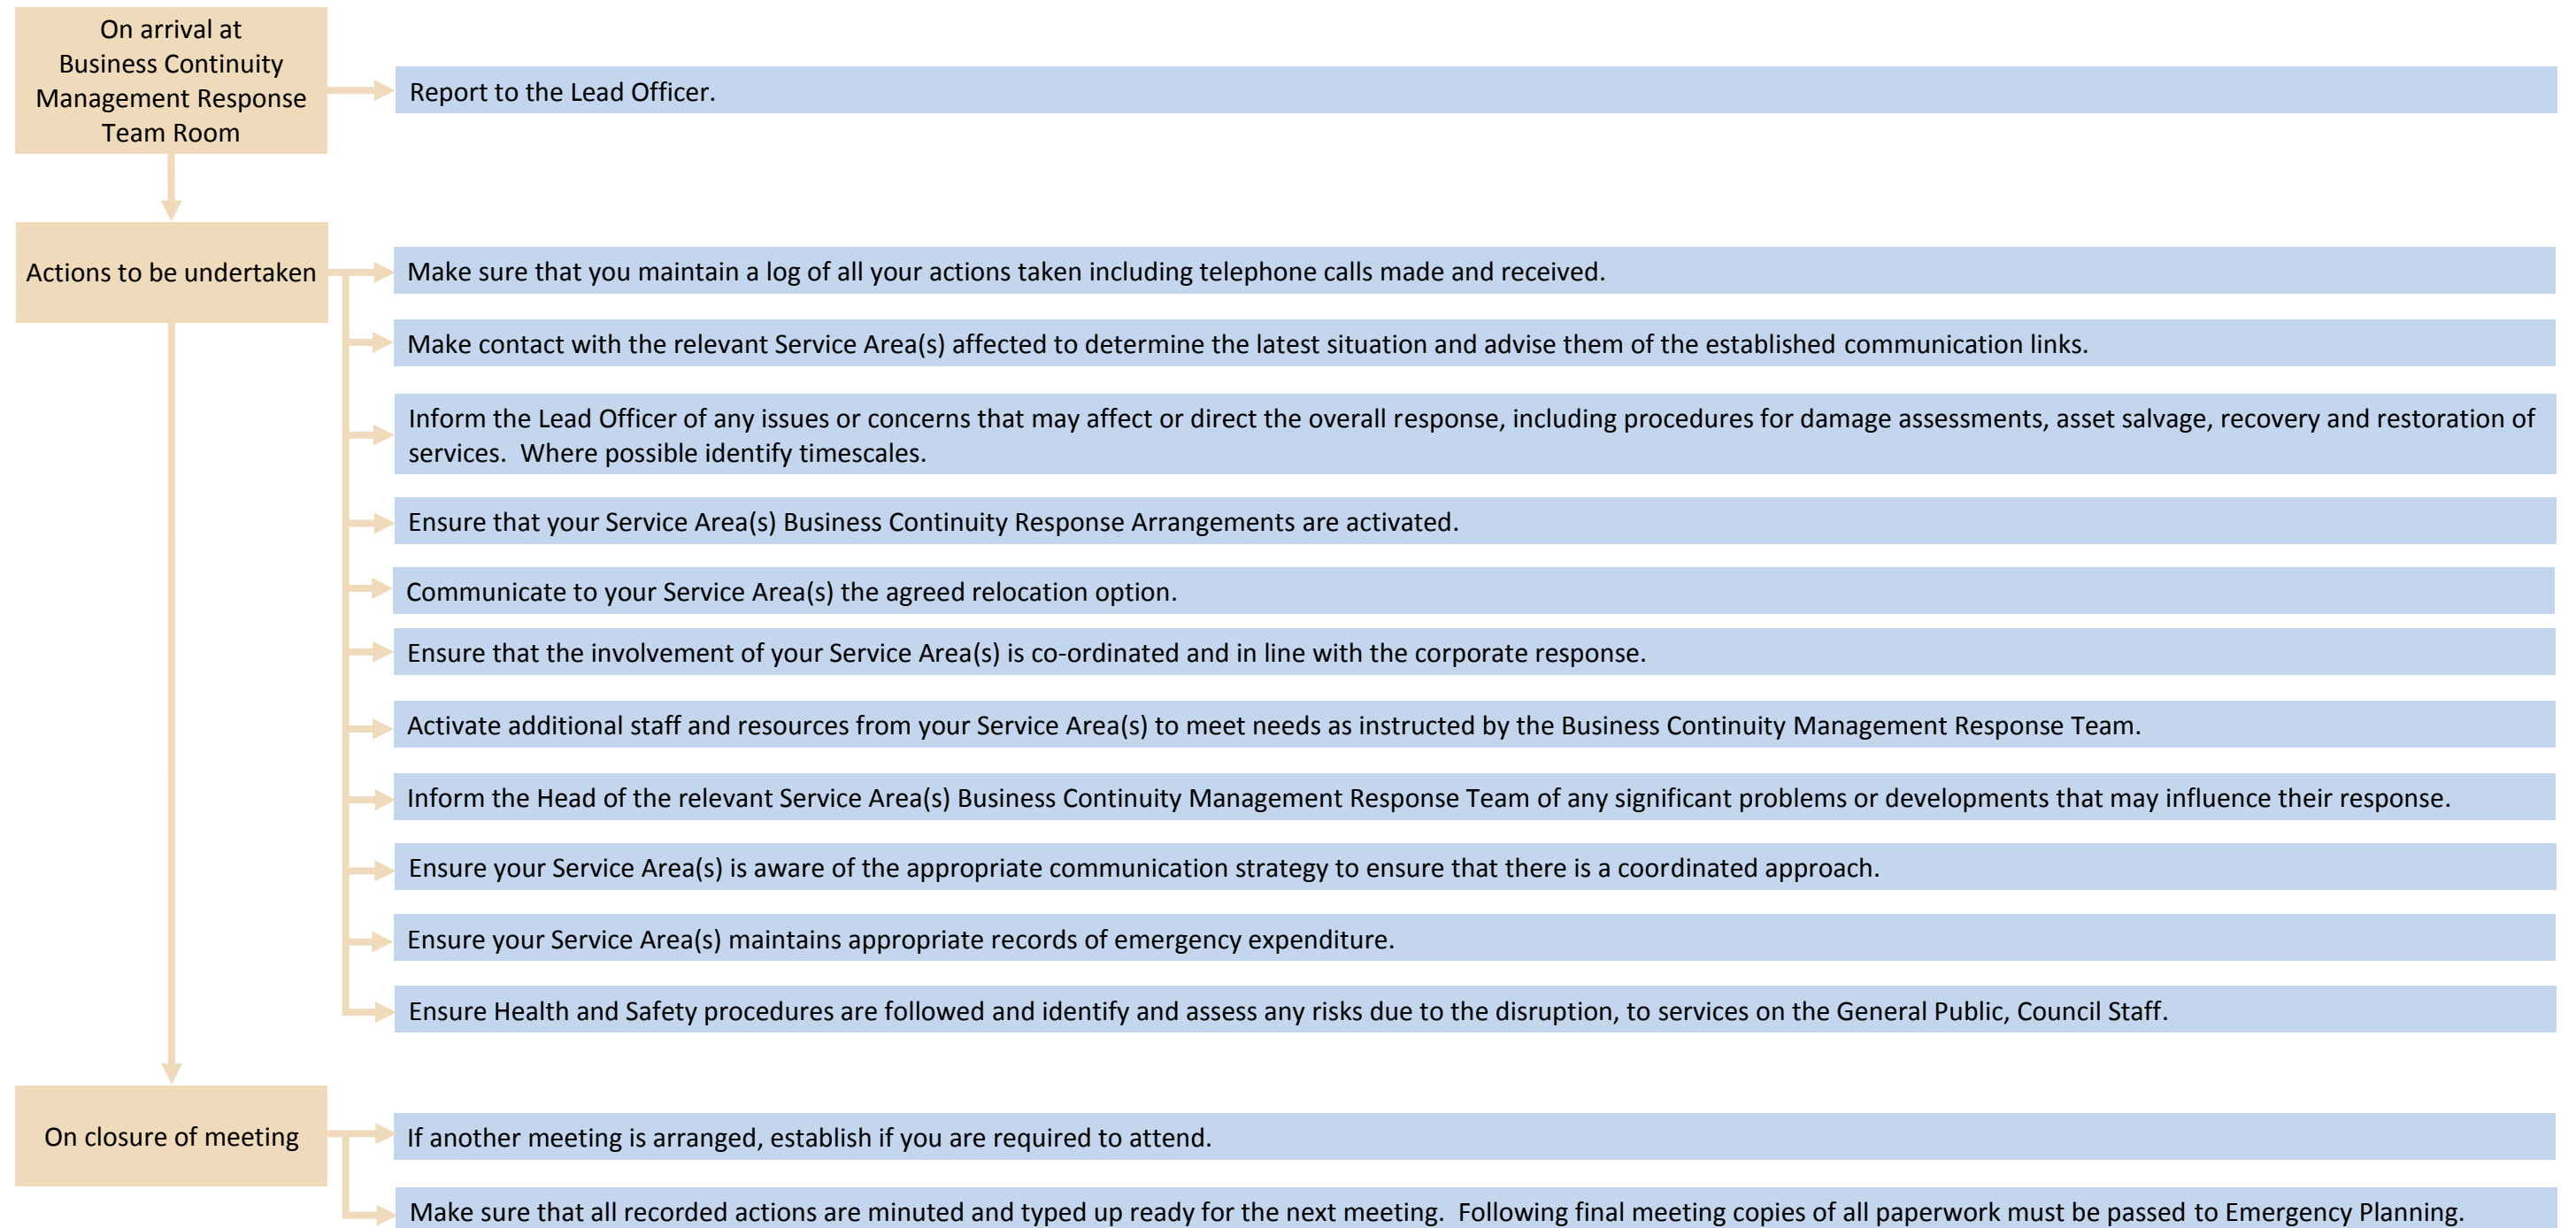 On arrival at
Business Continuity
Management Response
Team Room
Report to the Lead Officer.
Actions to be undertaken
Make sure that you maintain a log of all your actions taken including telephone calls made and received.
Make contact with the relevant Service Area(s) affected to determine the latest situation and advise them of the established communication links.
Inform the Lead Officer of any issues or concerns that may affect or direct the overall response, including procedures for damage assessments, asset salvage, recovery and restoration of
services.  Where possible identify timescales.
Ensure that your Service Area(s) Business Continuity Response Arrangements are activated.
Communicate to your Service Area(s) the agreed relocation option.
Ensure that the involvement of your Service Area(s) is co-ordinated and in line with the corporate response.
Activate additional staff and resources from your Service Area(s) to meet needs as instructed by the Business Continuity Management Response Team.
Inform the Head of the relevant Service Area(s) Business Continuity Management Response Team of any significant problems or developments that may influence their response.
Ensure your Service Area(s) is aware of the appropriate communication strategy to ensure that there is a coordinated approach.
Ensure your Service Area(s) maintains appropriate records of emergency expenditure.
Ensure Health and Safety procedures are followed and identify and assess any risks due to the disruption, to services on the General Public, Council Staff.
On closure of meeting
If another meeting is arranged, establish if you are required to attend.
Make sure that all recorded actions are minuted and typed up ready for the next meeting.  Following final meeting copies of all paperwork must be passed to Emergency Planning.